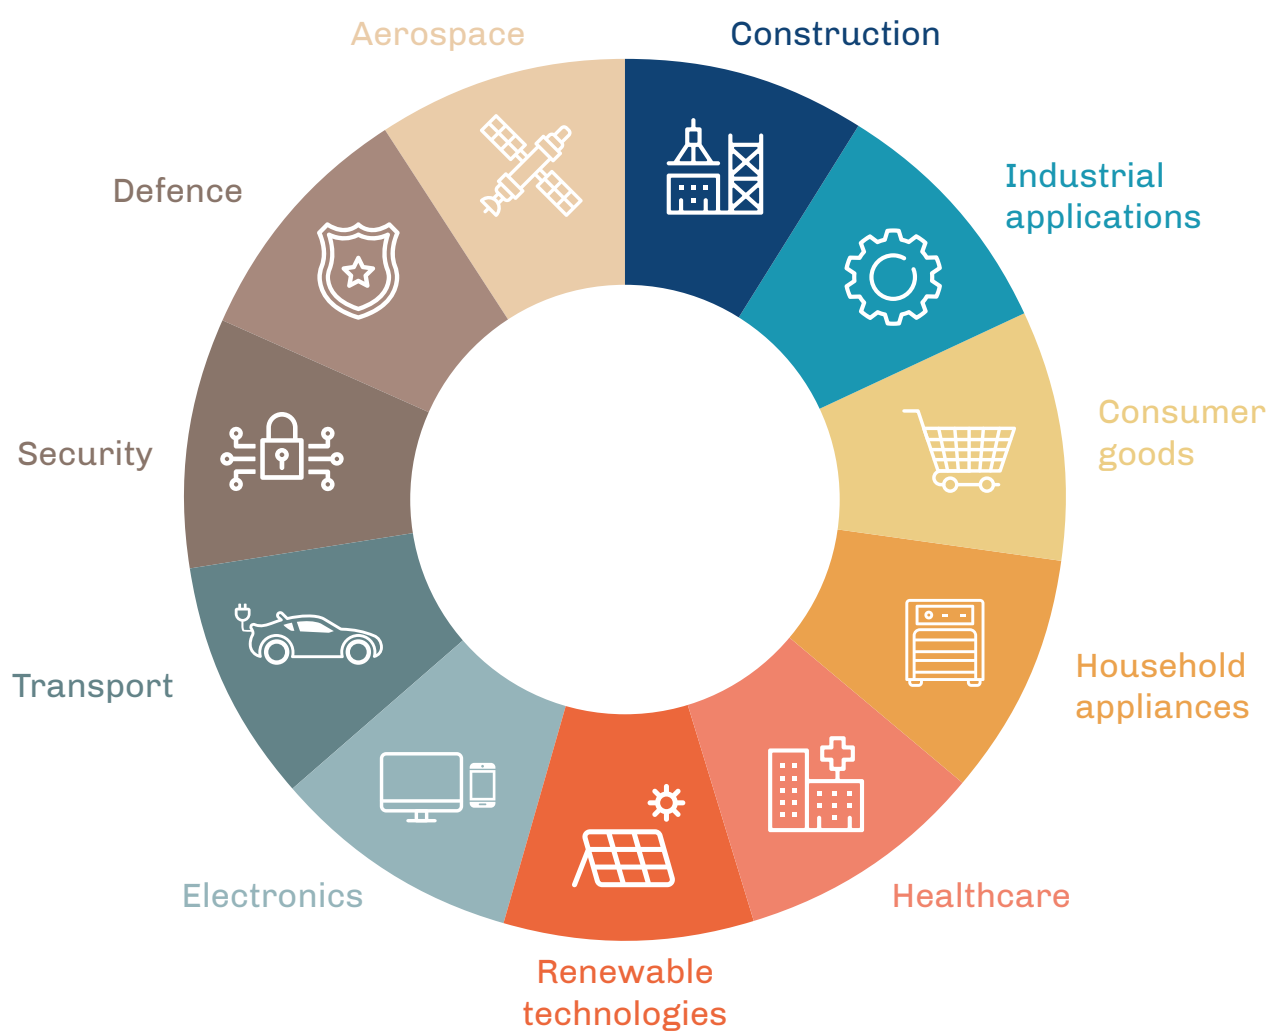 Aerospace
Construction
Industrial
applications
Consumer
goods
Household
appliances
Healthcare
Renewable
technologies
Electronics
Transport
Security
Defence